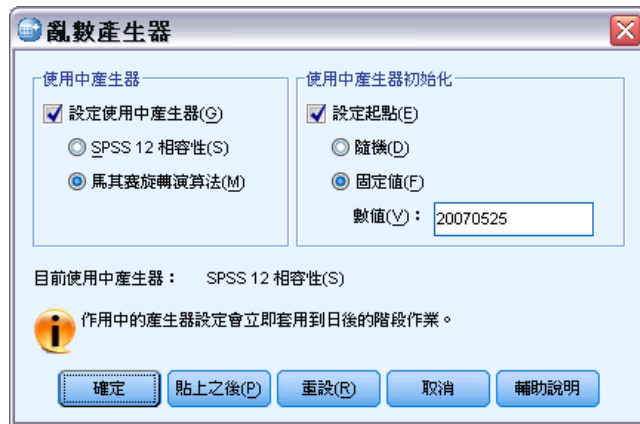 亂數產生器
使用中產生器
設定使用中產生器(G)
SPSS 12 相容性(S)
馬其賽旋轉演算法(M)
使用中產生器初始化
設定起點(E)
隨機(D)
固定值(F)
數值(V)： 20070525
目前使用中產生器： SPSS 12 相容性(S)
作用中的產生器設定會立即套用到日後的階段作業。
確定 貼上之後(P) 重設(R) 取消 輔助說明